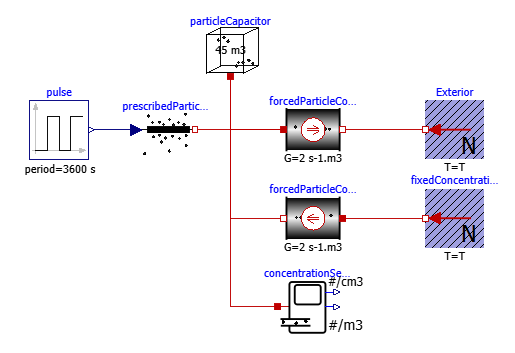 particleCapacitor
45 m3
pulse
prescribedPartic...
forcedParticleCo...
Exterior
N
period=3600 s
G=2 s-1.m3
T=T
forcedParticleCo...
fixedConcentrati...
N
G=2 s-1.m3
T=T
concentrationSe...
#/cm3
#/m3